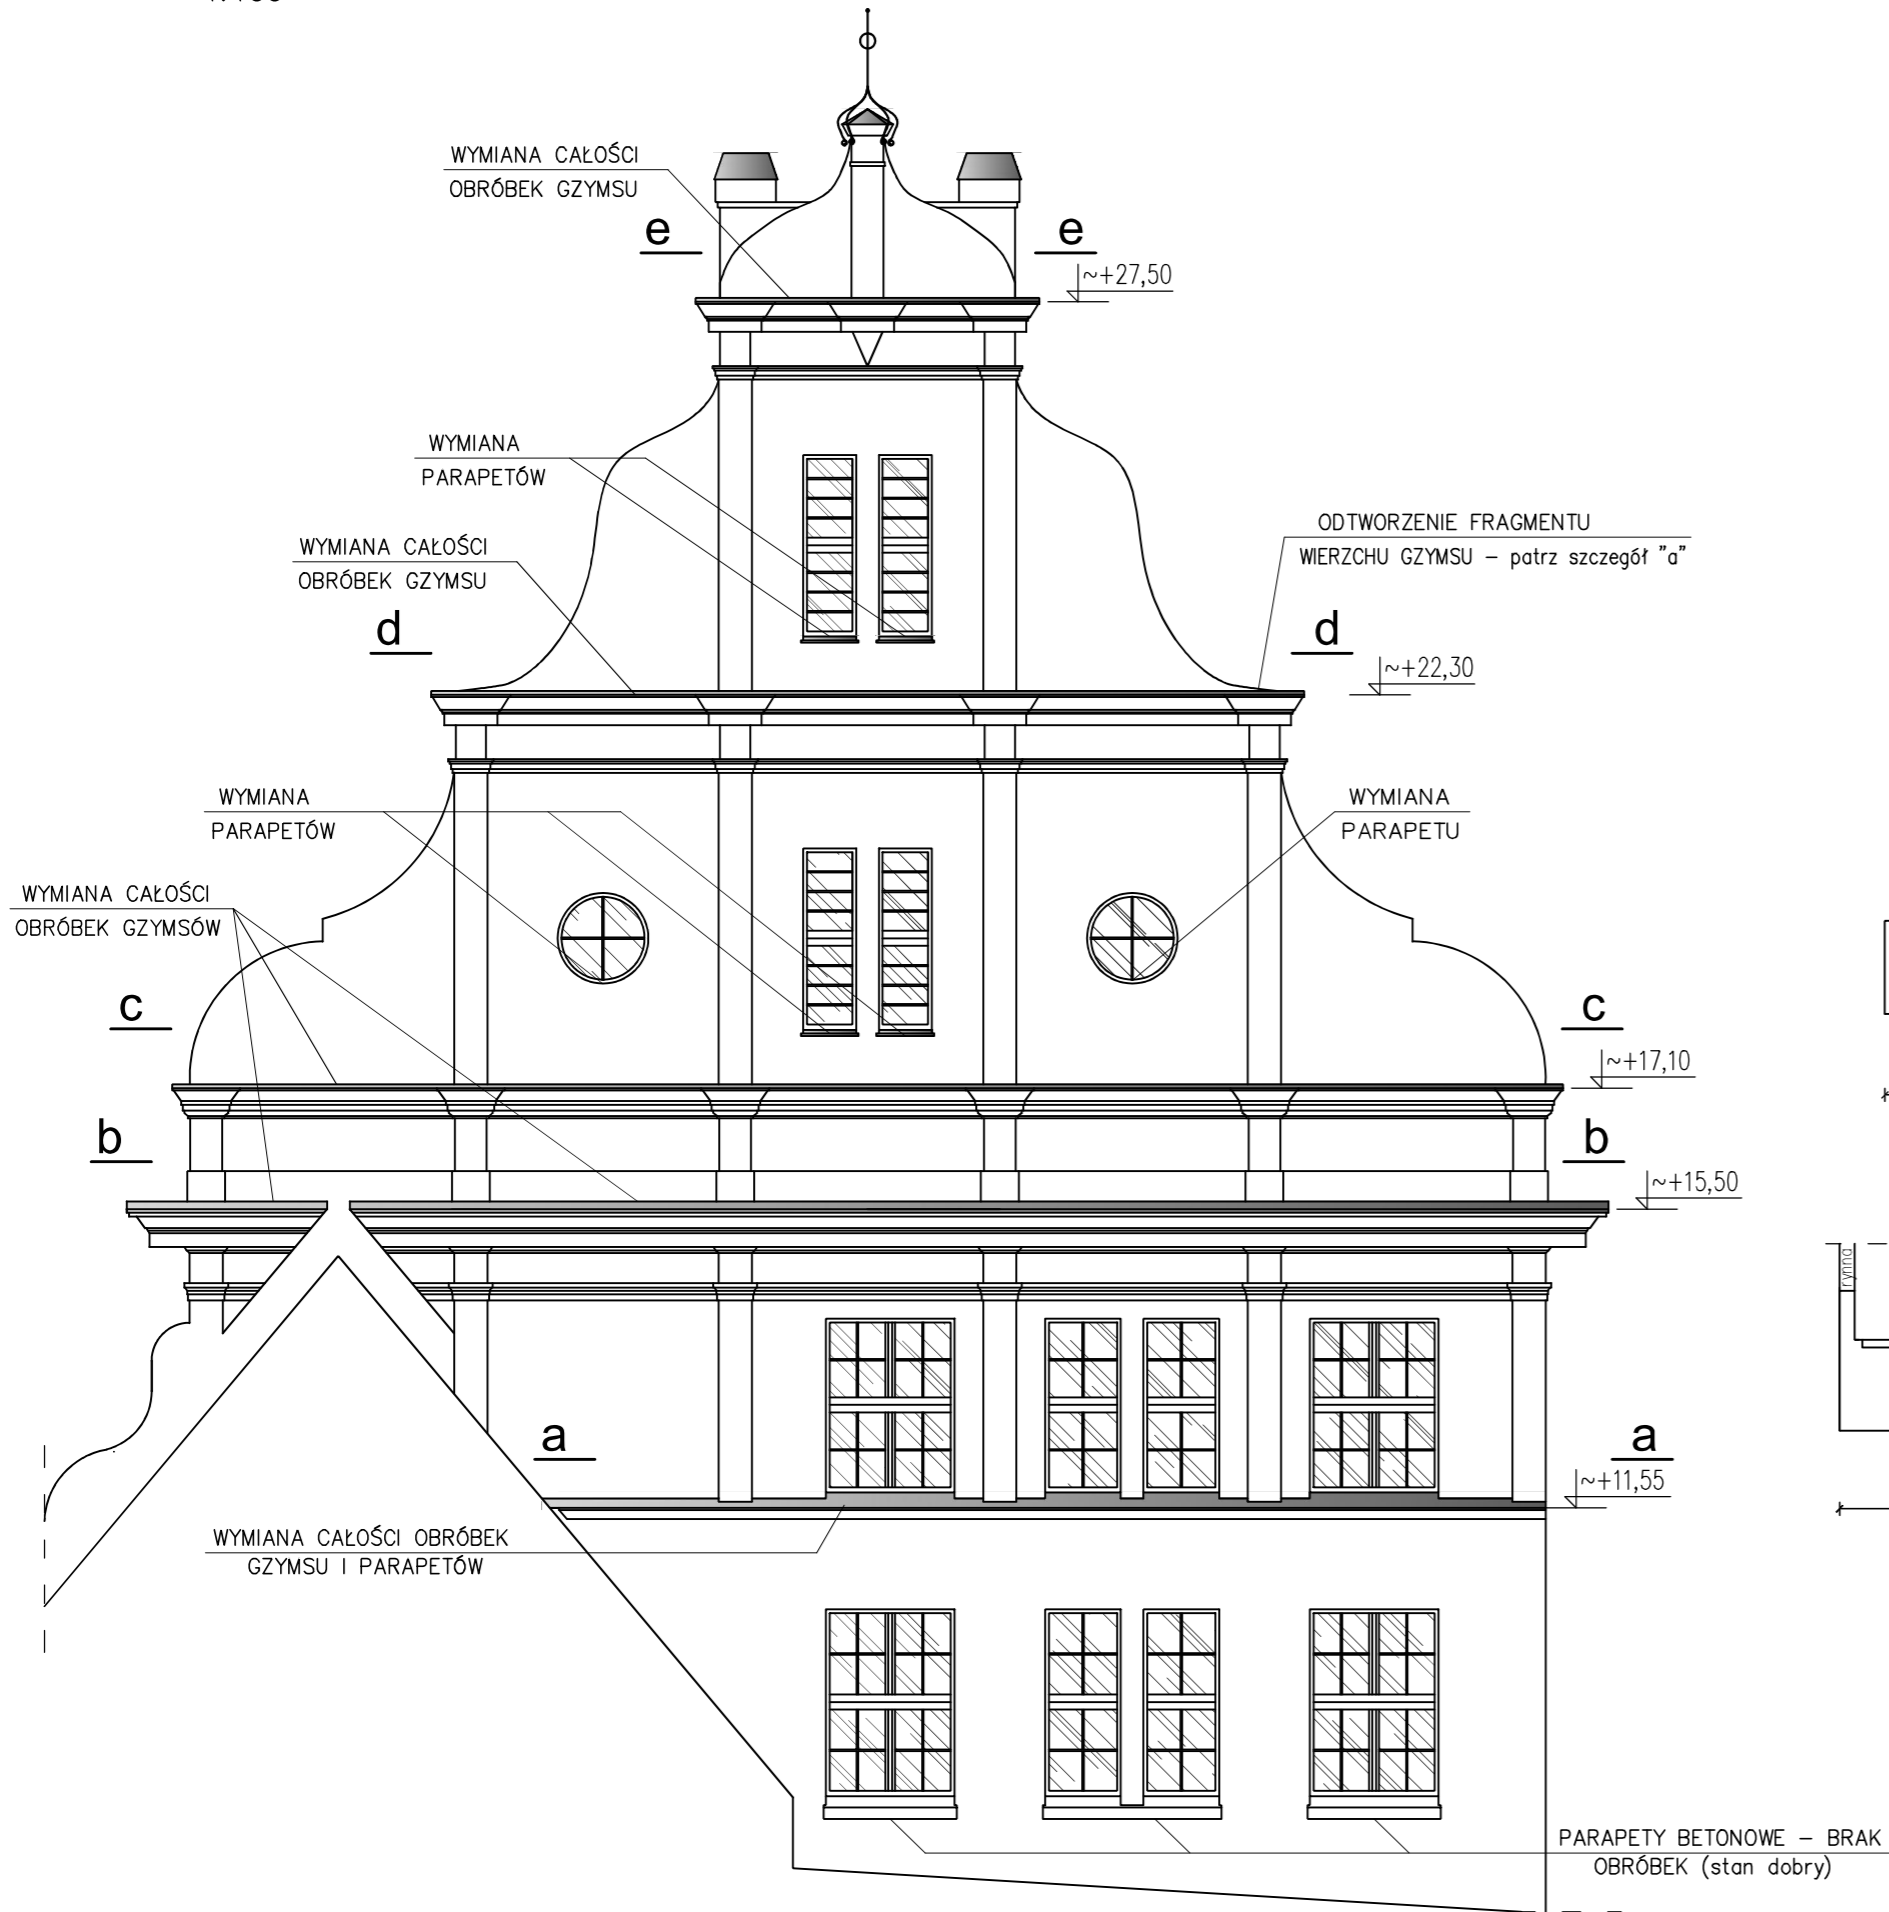 WYMIANA CAŁOŚCI
OBRÓBEK GZYMSU
e
e
~+27,50
WYMIANA
PARAPETÓW
ODTWORZENIE FRAGMENTU
WIERZCHU GZYMSU – patrz szczegół "a"
WYMIANA CAŁOŚCI
OBRÓBEK GZYMSU
d
d
~+22,30
WYMIANA
PARAPETÓW
WYMIANA
PARAPETU
WYMIANA CAŁOŚCI
OBRÓBEK GZYMSÓW
c
c
~+17,10
b
b
~+15,50
rynna
a
a
~+11,55
WYMIANA CAŁOŚCI OBRÓBEK
GZYMSU I PARAPETÓW
PARAPETY BETONOWE – BRAK
OBRÓBEK (stan dobry)